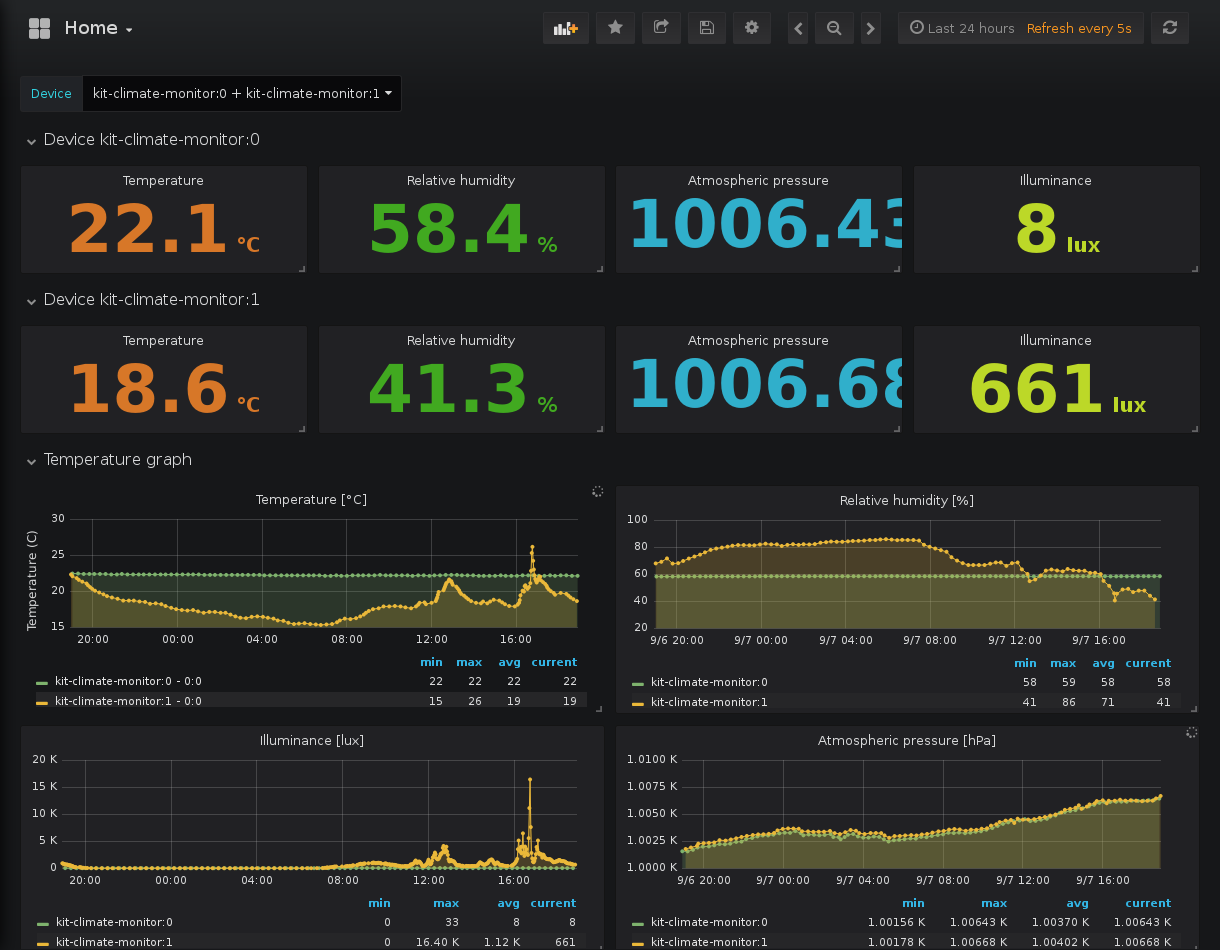 Home
Last 24 hours Refresh every 5s
Device kit-climate-monitor:0 + kit-climate-monitor:1
Device kit-climate-monitor:0
Temperature Relative humidity Atmospheric pressure Illuminance
22.1 °C 58.4 % 1006.43 8 lux
Device kit-climate-monitor:1
Temperature Relative humidity Atmospheric pressure Illuminance
18.6 °C 41.3 % 1006.68 661 lux
Temperature graph
Temperature [°C]
Temperature (C)
30
25
20
15
20:00 00:00 04:00 08:00 12:00 16:00
min max avg current
kit-climate-monitor:0 - 0:0 22 22 22 22
kit-climate-monitor:1 - 0:0 15 26 19 19
Relative humidity [%]
100
80
60
40
20
9/6 20:00 9/7 00:00 9/7 04:00 9/7 08:00 9/7 12:00 9/7 16:00
min max avg current
kit-climate-monitor:0 58 59 58 58
kit-climate-monitor:1 41 86 71 41
Illuminance [lux]
20 K
15 K
10 K
5 K
0
20:00 00:00 04:00 08:00 12:00 16:00
min max avg current
kit-climate-monitor:0 0 33 8 8
kit-climate-monitor:1 0 16.40 K 1.12 K 661
Atmospheric pressure [hPa]
1.0100 K
1.0075 K
1.0050 K
1.0025 K
1.0000 K
9/6 20:00 9/7 00:00 9/7 04:00 9/7 08:00 9/7 12:00 9/7 16:00
min max avg current
kit-climate-monitor:0 1.00156 K 1.00643 K 1.00370 K 1.00643 K
kit-climate-monitor:1 1.00178 K 1.00668 K 1.00402 K 1.00668 K